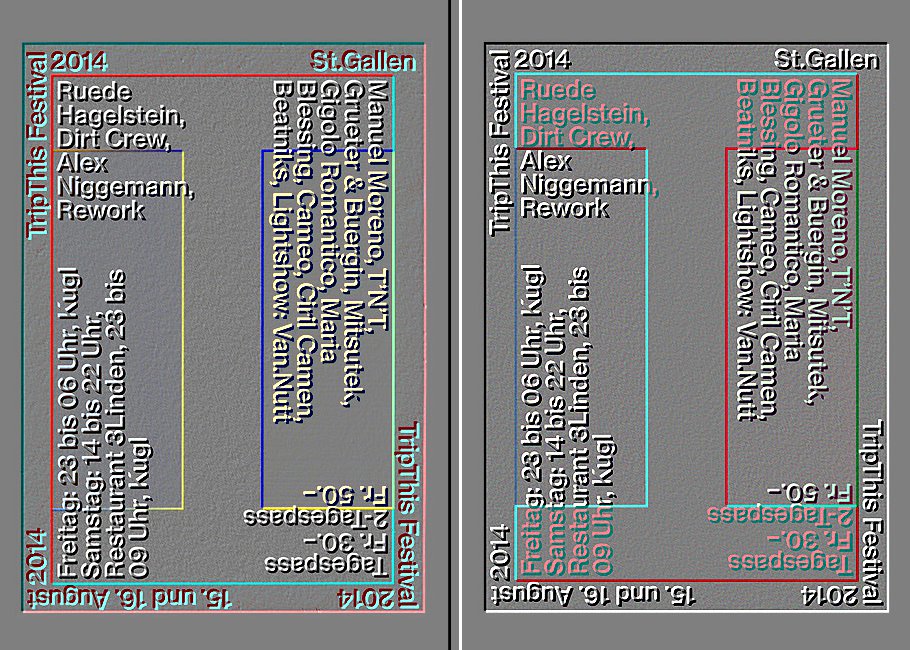 2014
St.Gallen
TripThis Festival
Ruede
Hagelstein,
Dirt Crew,
Alex
Niggemann,
Rework
Manuel Moreno, T'N'T,
Grueter & Buergin, Mitsutek,
Gigolo Romantico, Maria
Blessing, Cameo, Ciril Camen,
Beatniks, Lightshow: Van.Nutt
Freitag: 23 bis 06 Uhr, Kugl
Samstag: 14 bis 22 Uhr,
Restaurant 3Linden, 23 bis
09 Uhr, Kugl
Tagespass
Fr. 30.–
2-Tagespass
Fr. 50.–
TripThis Festival
2014
15. und 16. August
2014
2014
St.Gallen
TripThis Festival
Ruede
Hagelstein,
Dirt Crew,
Alex
Niggemann,
Rework
Manuel Moreno, T'N'T,
Grueter & Buergin, Mitsutek,
Gigolo Romantico, Maria
Blessing, Cameo, Ciril Camen,
Beatniks, Lightshow: Van.Nutt
Freitag: 23 bis 06 Uhr, Kugl
Samstag: 14 bis 22 Uhr,
Restaurant 3Linden, 23 bis
09 Uhr, Kugl
Tagespass
Fr. 30.–
2-Tagespass
Fr. 50.–
TripThis Festival
2014
15. und 16. August
2014